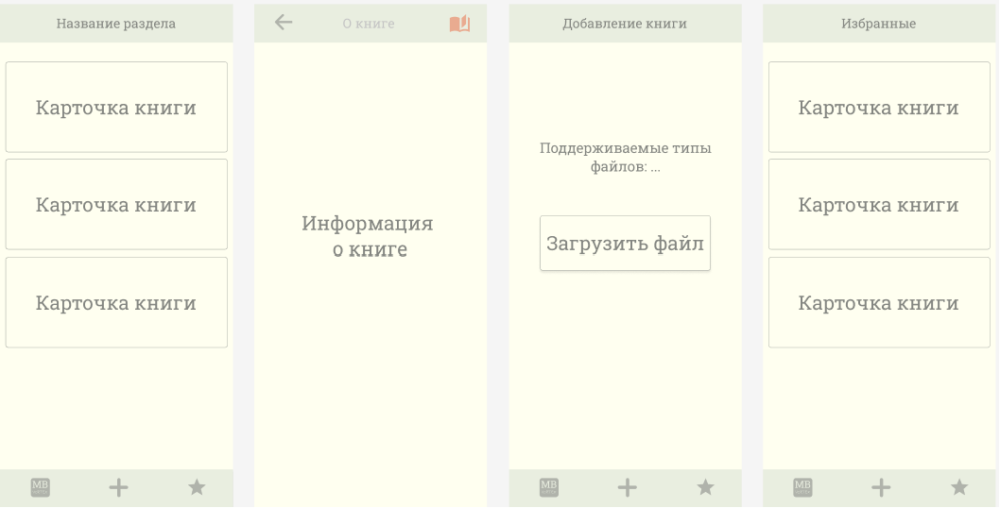 Название раздела
Карточка книги
Карточка книги
Карточка книги
MB
О книге
Информация
о книге
Добавление книги
Поддерживаемые типы
файлов: ...
Загрузить файл
MB
Избранные
Карточка книги
Карточка книги
Карточка книги
MB